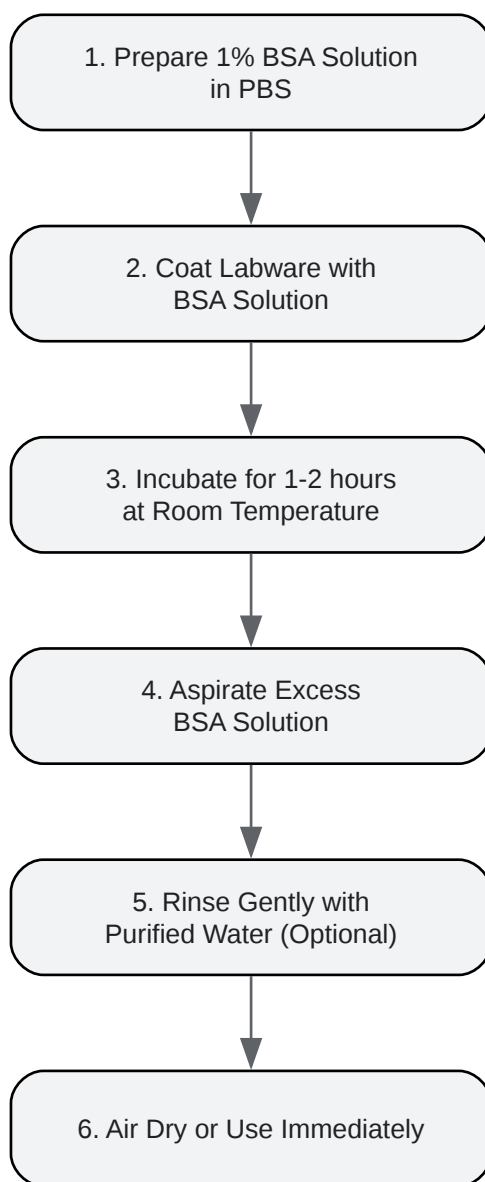 1. Prepare 1% BSA Solution
in PBS
2. Coat Labware with
BSA Solution
3. Incubate for 1-2 hours
at Room Temperature
4. Aspirate Excess
BSA Solution
5. Rinse Gently with
Purified Water (Optional)
6. Air Dry or Use Immediately